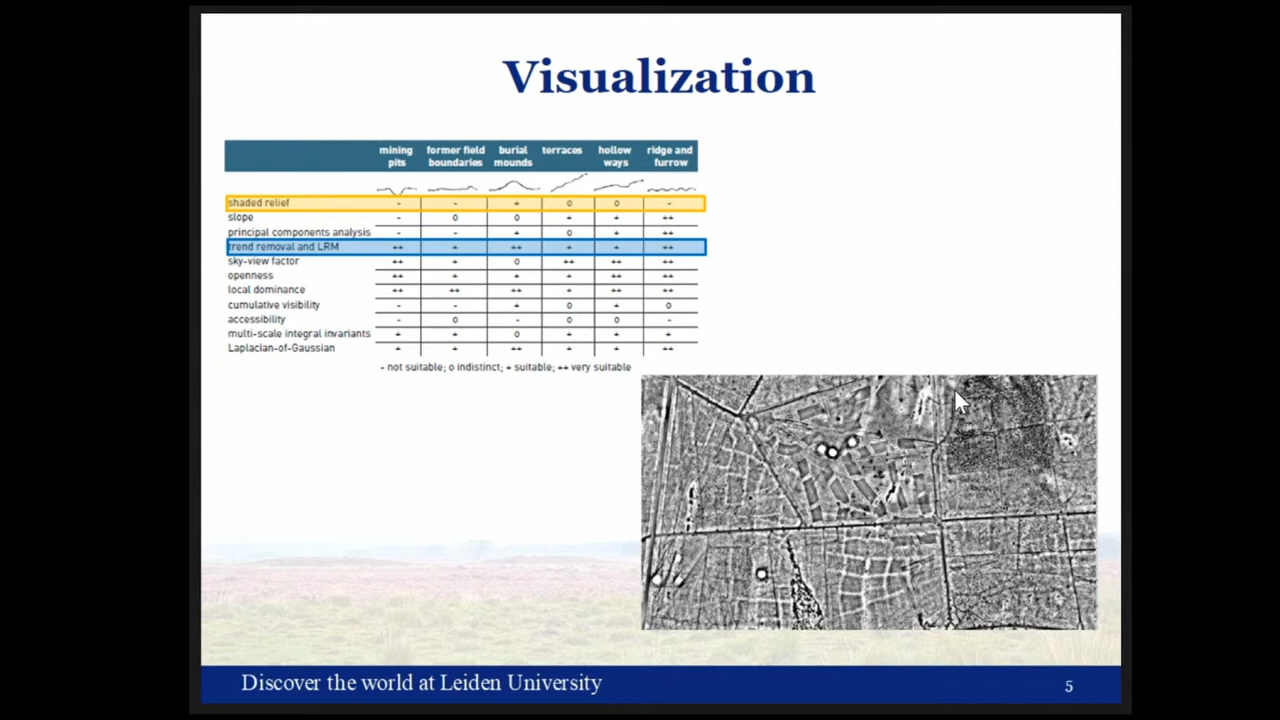 Visualization
mining pits former field boundaries burial mounds terraces hollow ways ridge and furrow
shaded relief - - + o o -
slope - o o + + ++
principal components analysis - - + o + ++
trend removal and LRM ++ + ++ + + ++
sky-view factor ++ + o ++ ++ ++
openness ++ + + + ++ ++
local dominance ++ ++ ++ + ++ ++
cumulative visibility - - + o + o
accessibility - o - o o -
multi-scale integral invariants + + o + + +
Laplacian-of-Gaussian + + ++ + + ++
- not suitable; o indistinct; + suitable; ++ very suitable
Discover the world at Leiden University
5